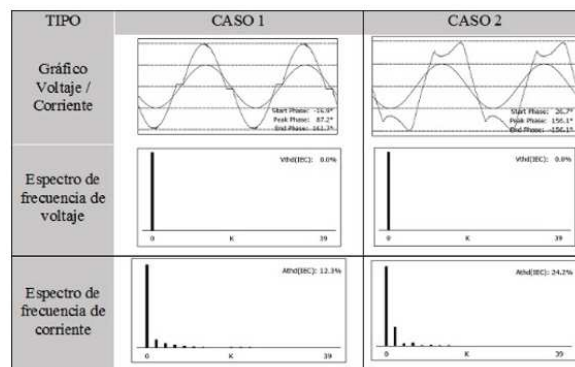 TIPO
CASO 1
CASO 2
Gráfico
Voltaje /
Corriente
Start Phase: -16.9°
Peak Phase: 87.2°
End Phase: 161.3°
Start Phase: 26.7°
Peak Phase: 156.1°
End Phase: -156.1°
Espectro de
frecuencia de
voltaje
Vthd(IEC): 0.0%
0
K
39
Vthd(IEC): 0.0%
0
K
39
Espectro de
frecuencia de
corriente
Athd(IEC): 12.3%
0
K
39
Athd(IEC): 24.2%
0
K
39